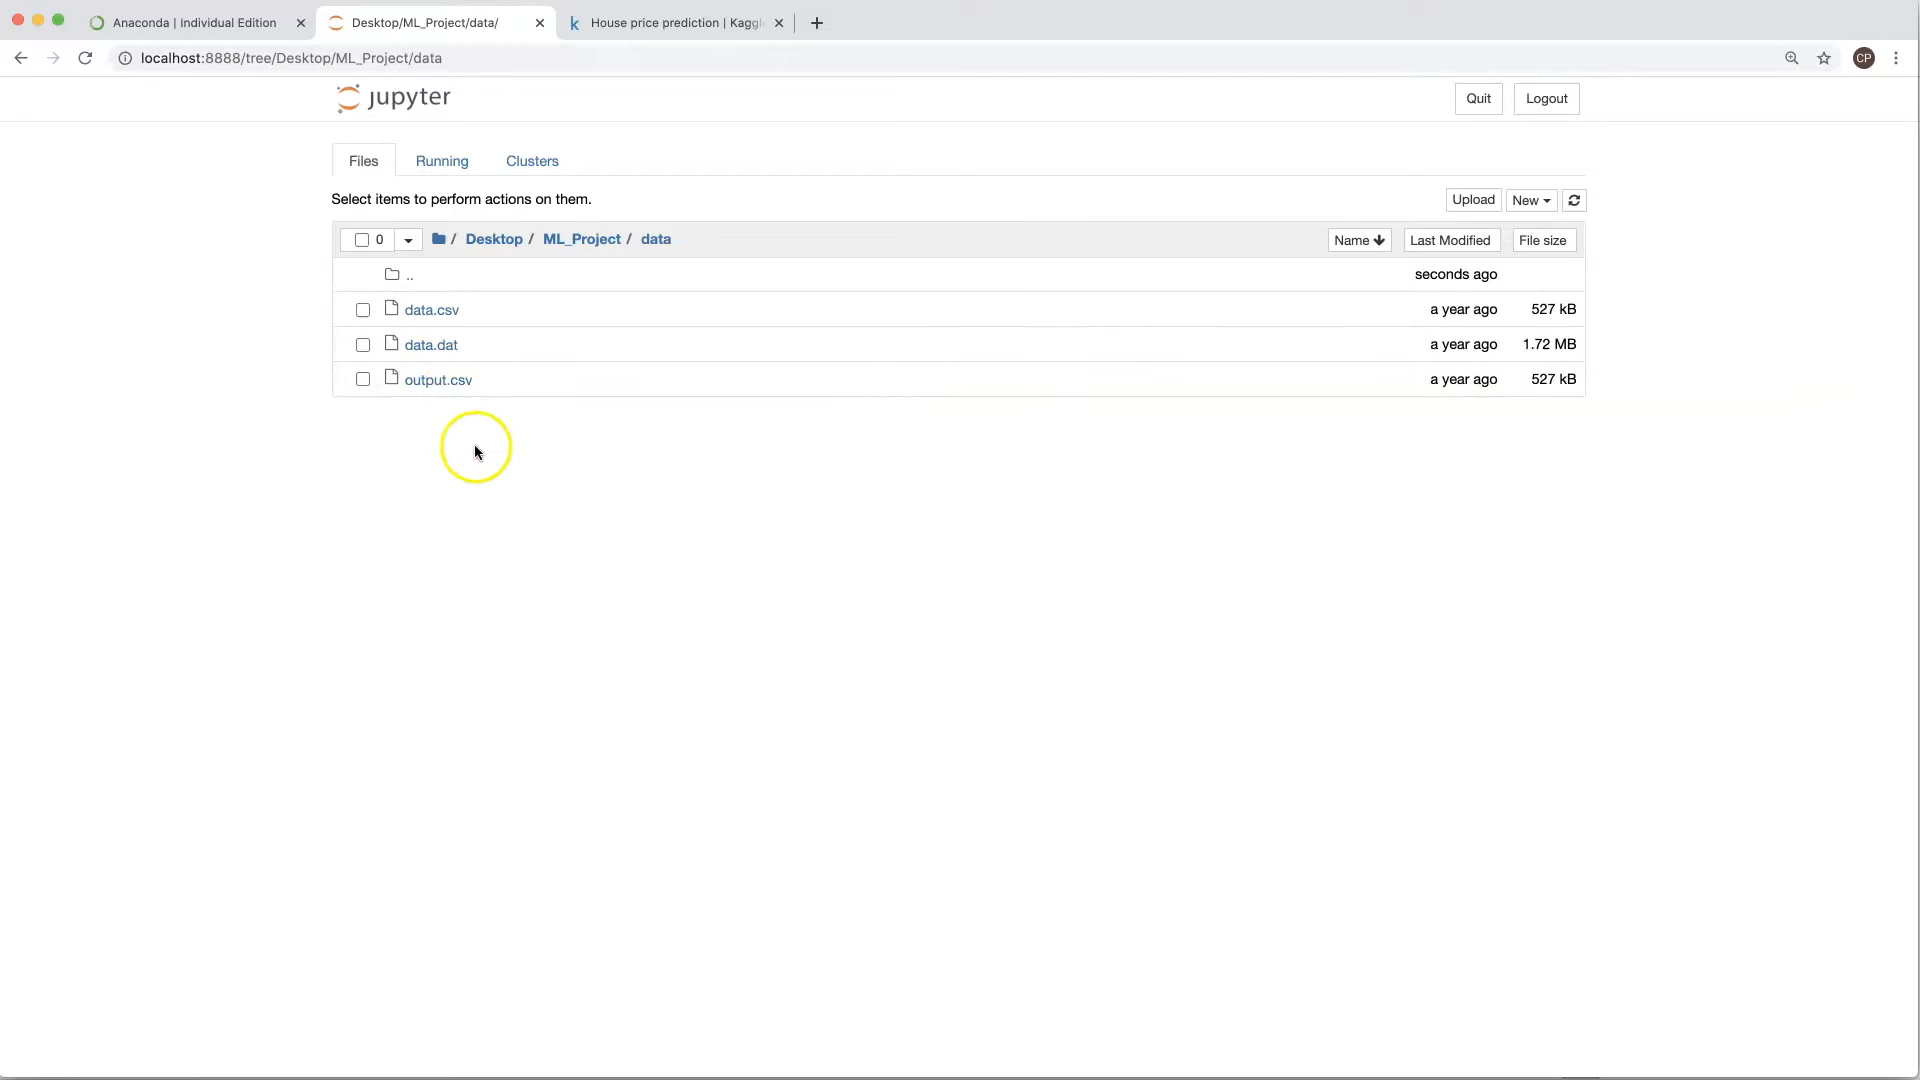 Anaconda | Individual Edition
Desktop/ML_Project/data/
House price prediction | Kaggl
localhost:8888/tree/Desktop/ML_Project/data
CP
jupyter
Quit
Logout
Files
Running
Clusters
Select items to perform actions on them.
Upload
New
0
/ Desktop / ML_Project / data
Name
Last Modified
File size
..
seconds ago
data.csv
a year ago
527 kB
data.dat
a year ago
1.72 MB
output.csv
a year ago
527 kB